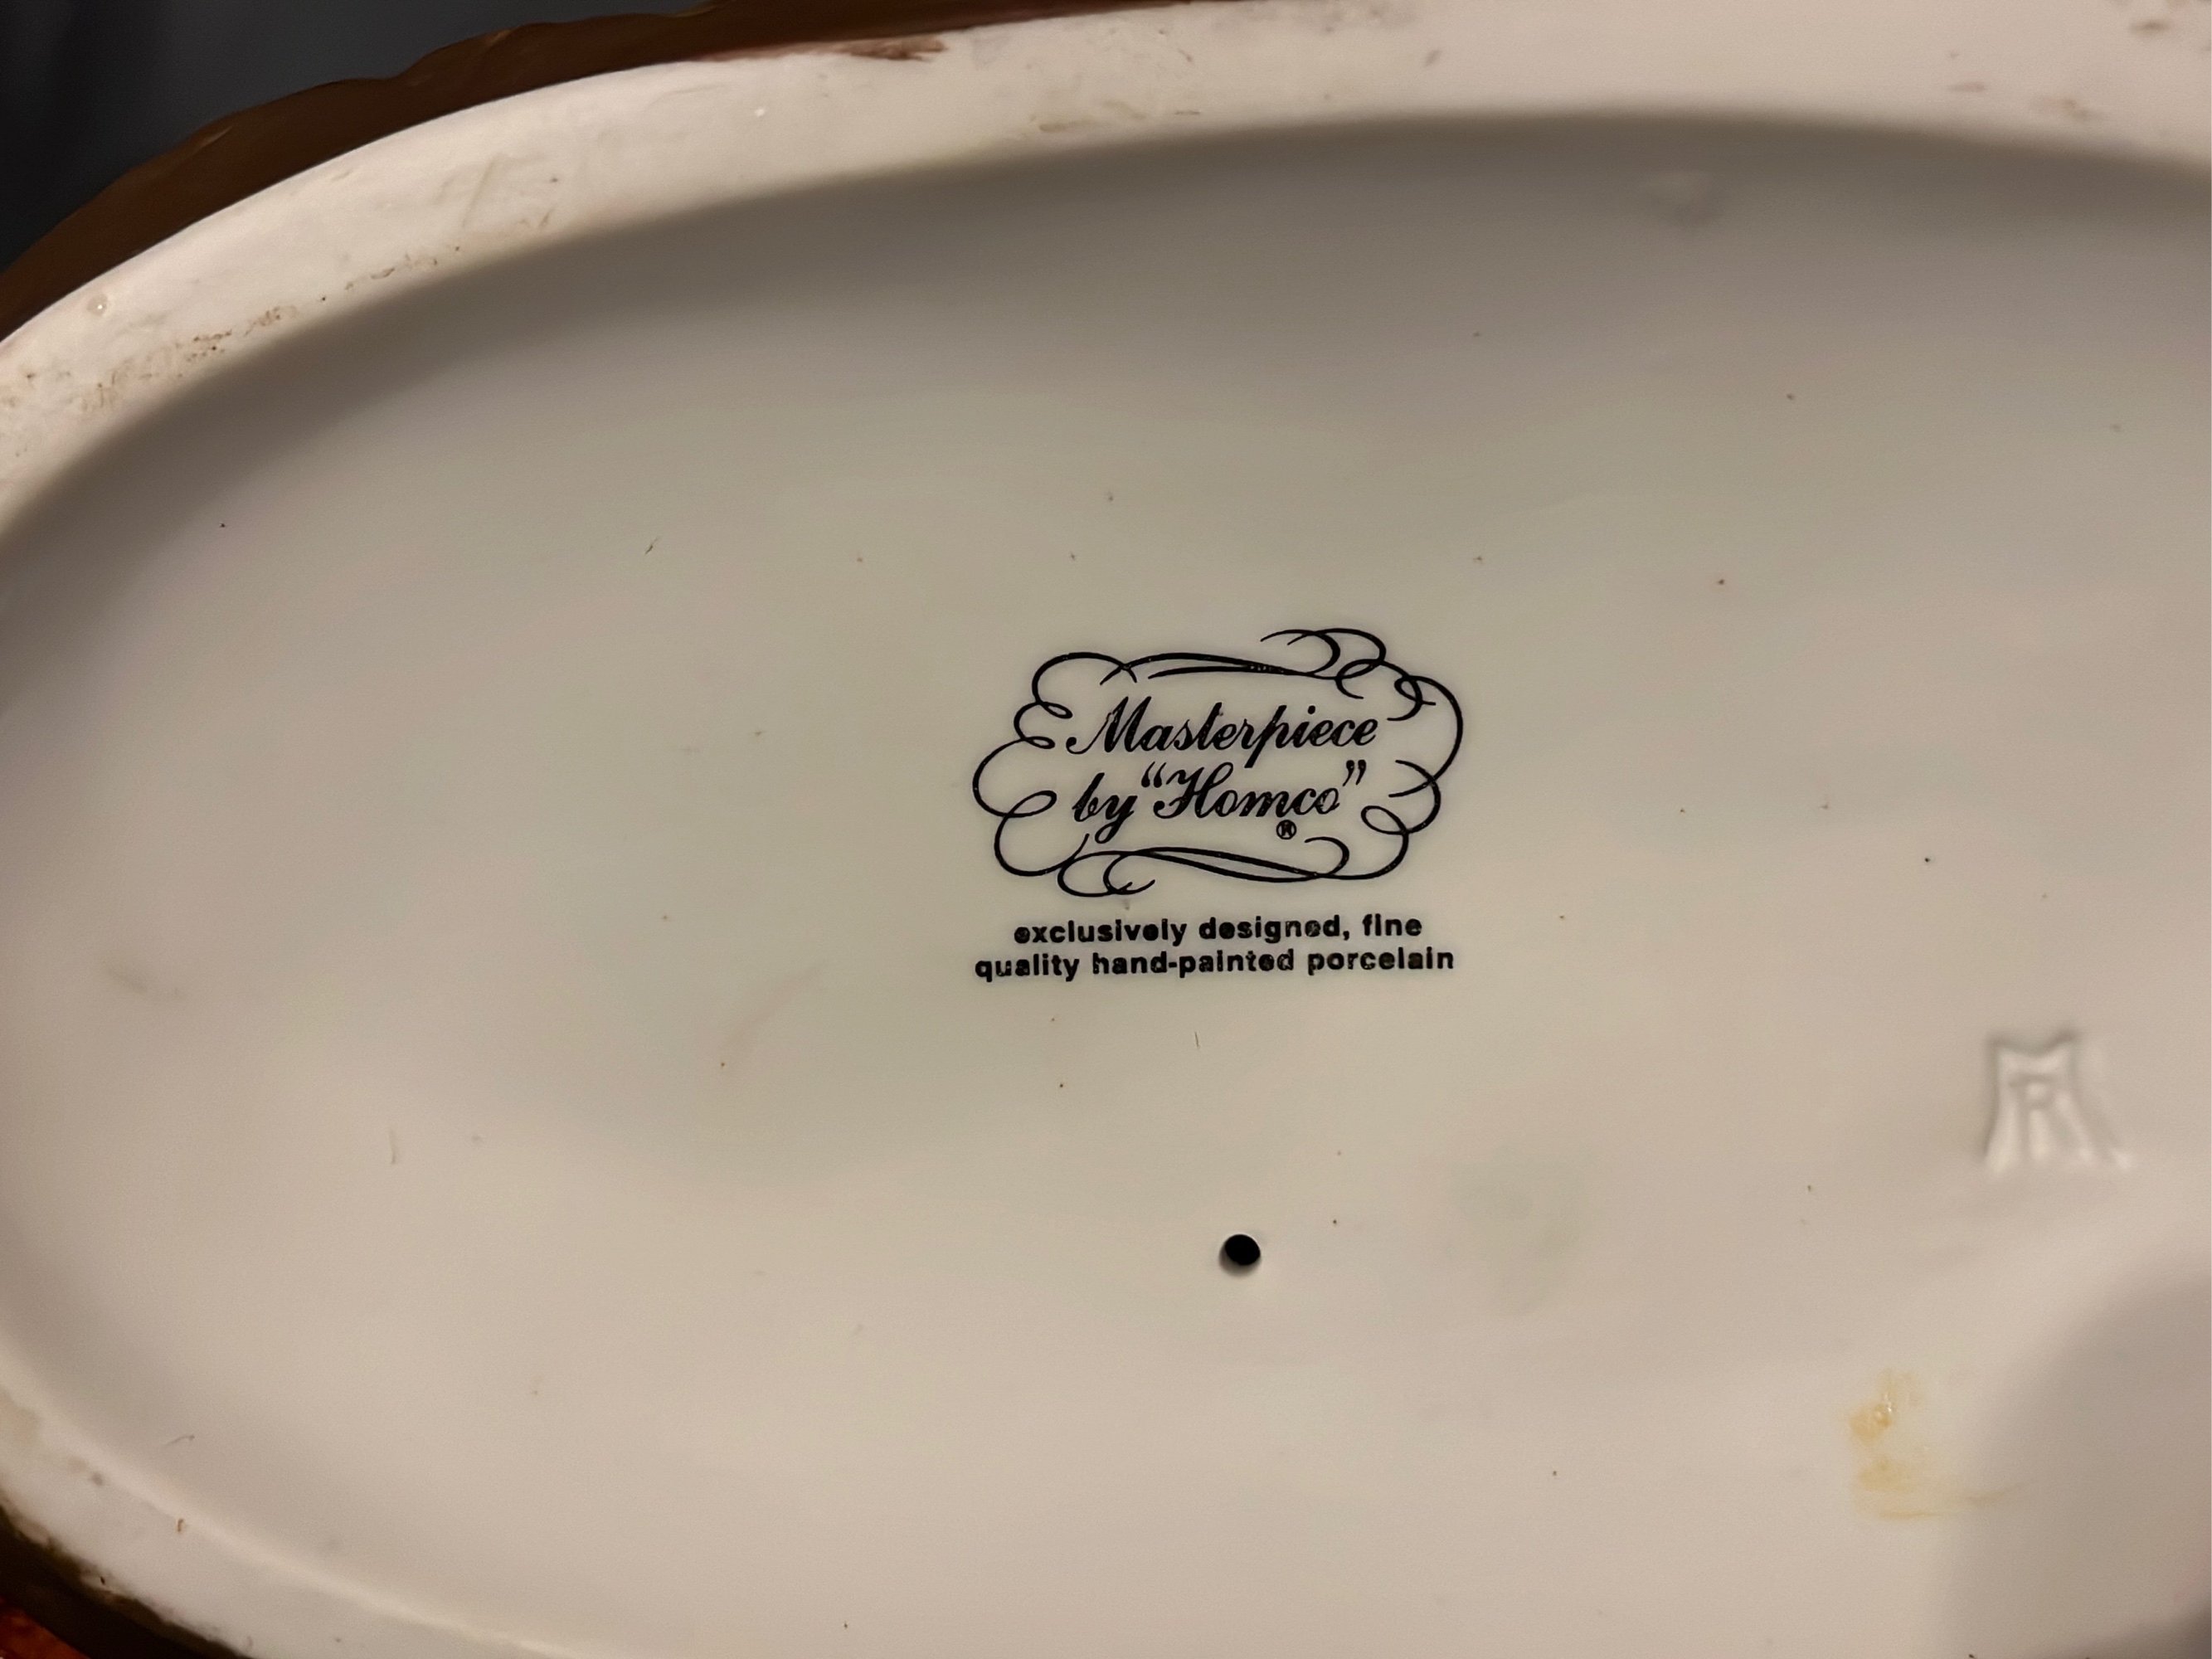 Masterpiece
by "Homco"
®
exclusively designed, fine
quality hand-painted porcelain